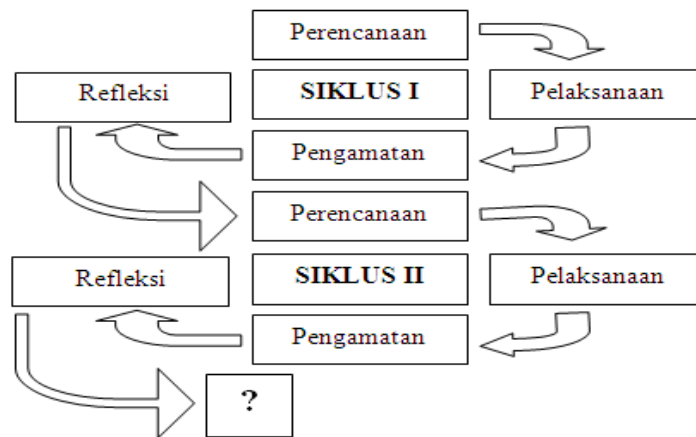 Perencanaan
Refleksi
SIKLUS I
Pelaksanaan
Pengamatan
Perencanaan
Refleksi
SIKLUS II
Pelaksanaan
Pengamatan
?